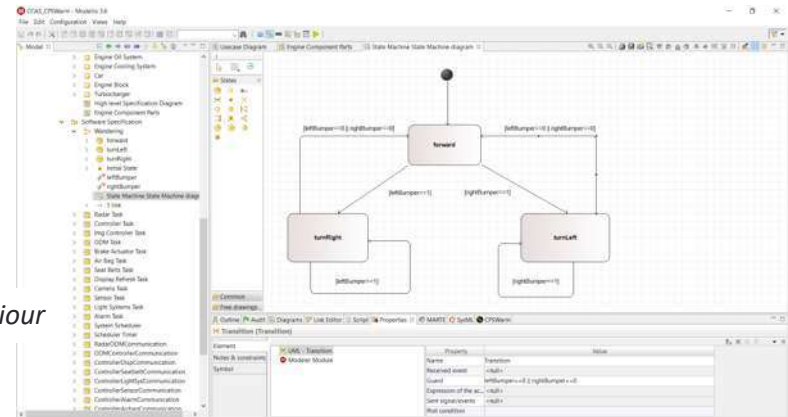 CCAS_CPSWarm - Modelio 3.6
File Edit Configuration Views Help
Model
Usecase Diagram
Engine Component Parts
State Machine State Machine diagram
Engine Oil System
Engine Cooling System
Car
Engine Block
Turbocharger
High level Specification Diagram
Engine Component Parts
Software Specification
Wandering
forward
turnLeft
turnRight
Initial State
leftBumper
rightBumper
State Machine State Machine diagr
1 link
Radar Task
Controller Task
Img Controller Task
ODM Task
Brake Actuator Task
Air Bag Task
Seat Belts Task
Display Refresh Task
Camera Task
Sensor Task
Light Systems Task
Alarm Task
System Scheduler
Scheduler Timer
RadarODMCommunication
ODMControllerCommunication
ControllerDispCommunication
ControllerSeatBeltCommunication
ControllerLightSysCommunication
ControllerSensorCommunication
ControllerAlarmCommunication
iour
States
Common
Free drawings
[leftBumper==0 || rightBumper==0]
[leftBumper==0 || rightBumper==0]
forward
[leftBumper==1]
[rightBumper==1]
turnRight
turnLeft
[leftBumper==1]
[rightBumper==1]
Outline
Audit
Diagrams
Link Editor
Script
Properties
MARTE
SysML
CPSWarm
Transition (Transition)
Element
Notes & constraints
Symbol
UML - Transition
Modeler Module
Property
Value
Name
Transition
Received event
<null>
Guard
leftBumper==0 || rightBumper==0
Expression of the ac...
<null>
Sent signal/events
<null>
Post condition